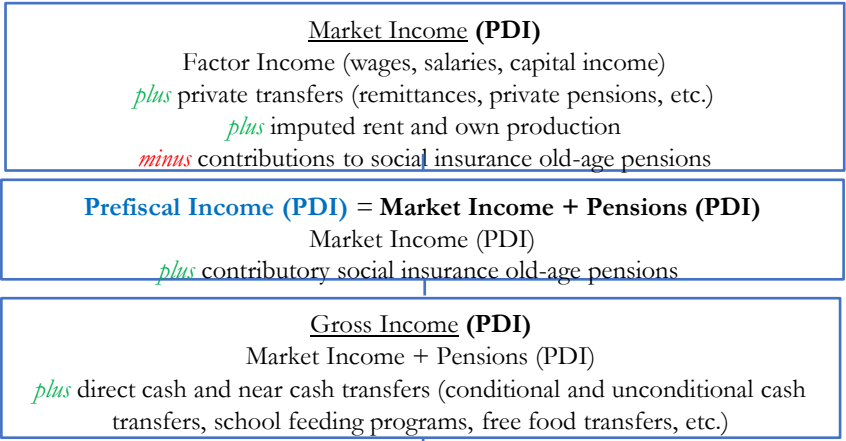 Market Income (PDI)
Factor Income (wages, salaries, capital income)
plus private transfers (remittances, private pensions, etc.)
plus imputed rent and own production
minus contributions to social insurance old-age pensions
Prefiscal Income (PDI) = Market Income + Pensions (PDI)
Market Income (PDI)
plus contributory social insurance old-age pensions
Gross Income (PDI)
Market Income + Pensions (PDI)
plus direct cash and near cash transfers (conditional and unconditional cash
transfers, school feeding programs, free food transfers, etc.)